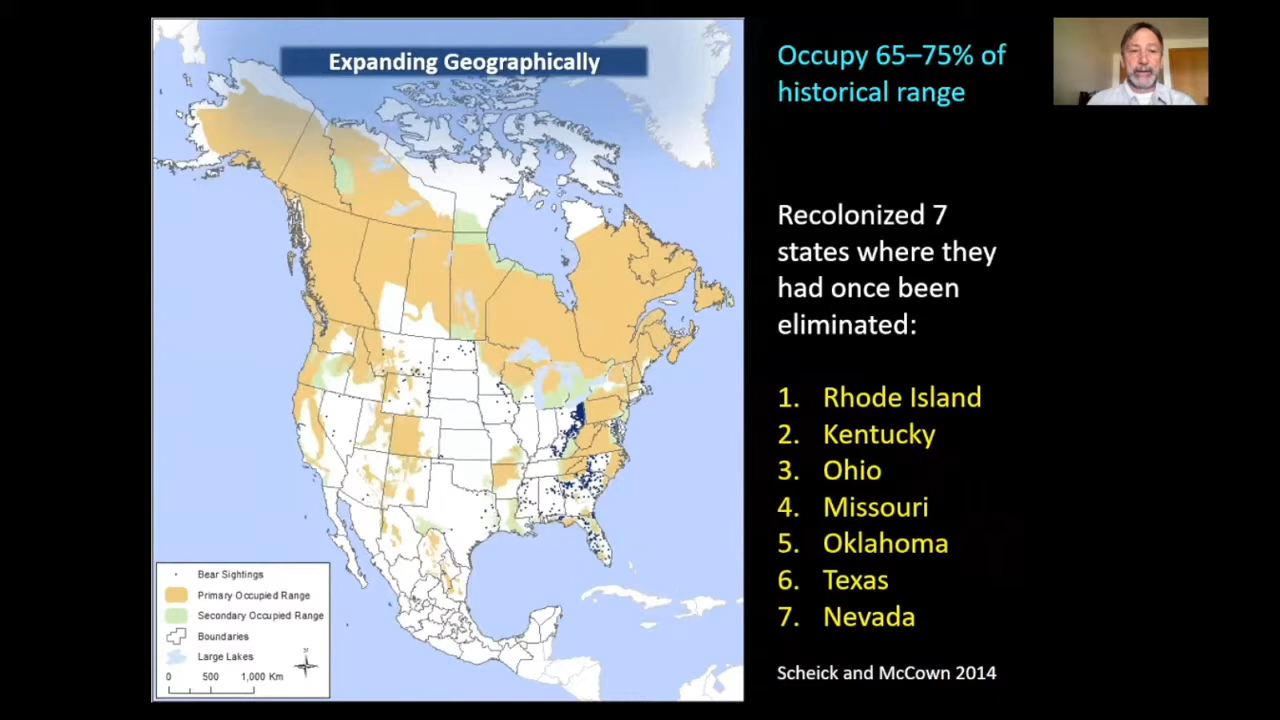 Expanding Geographically
Bear Sightings
Primary Occupied Range
Secondary Occupied Range
Boundaries
Large Lakes
0 500 1,000 Km
Occupy 65–75% of
historical range
Recolonized 7
states where they
had once been
eliminated:
1. Rhode Island
2. Kentucky
3. Ohio
4. Missouri
5. Oklahoma
6. Texas
7. Nevada
Scheick and McCown 2014